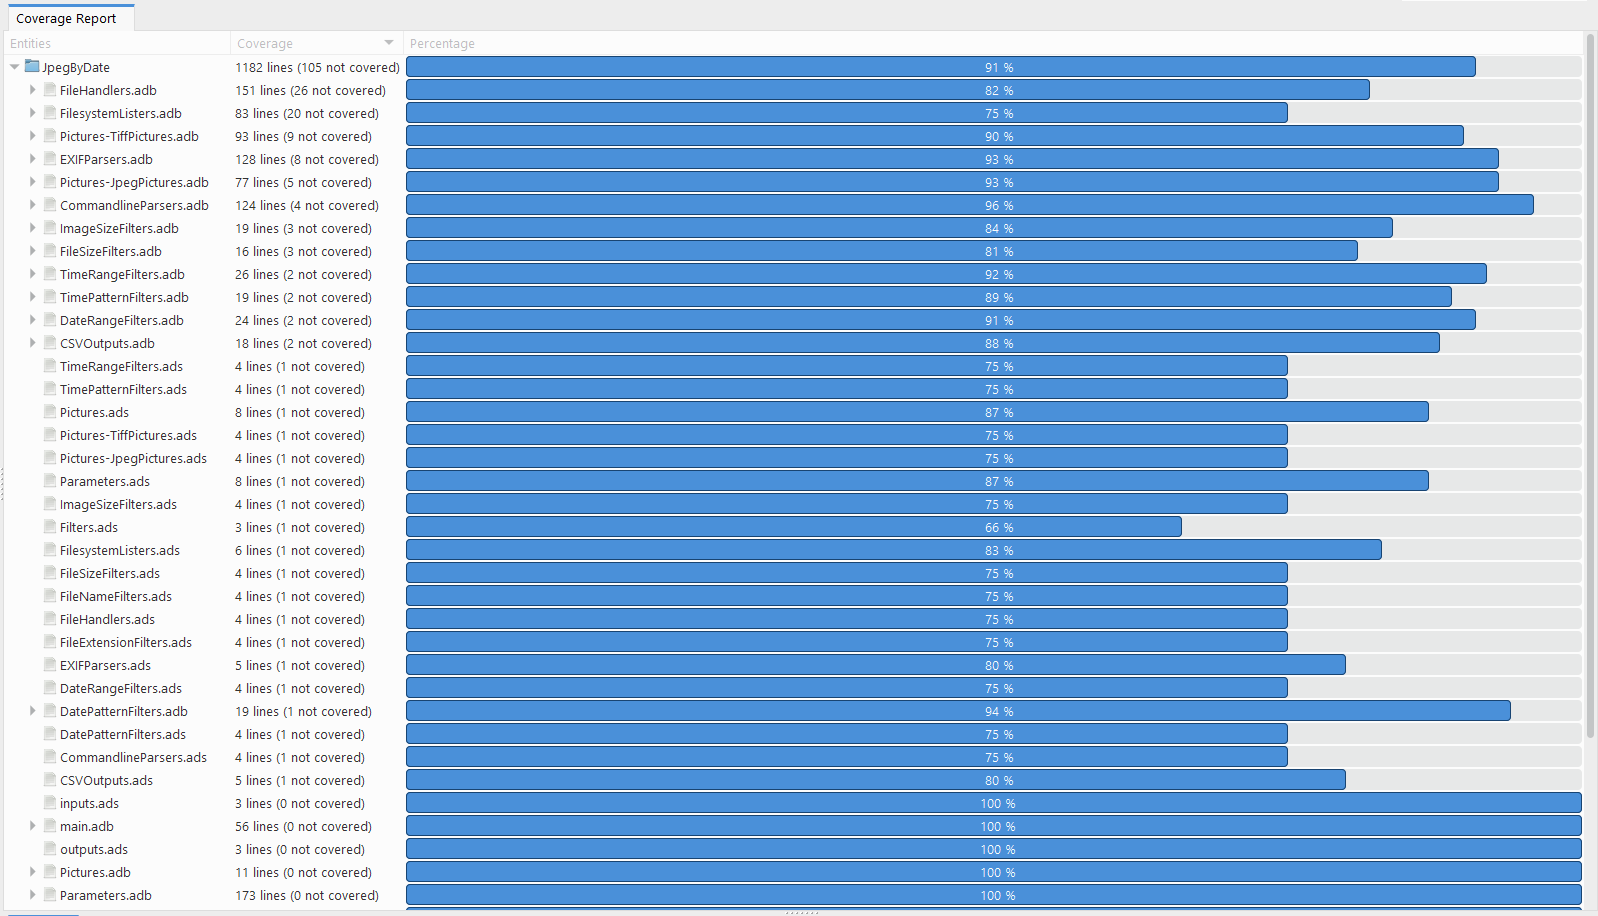 Coverage Report
Entities Coverage Percentage
JpegByDate 1182 lines (105 not covered) 91 %
FileHandlers.adb 151 lines (26 not covered) 82 %
FilesystemListers.adb 83 lines (20 not covered) 75 %
Pictures-TiffPictures.adb 93 lines (9 not covered) 90 %
EXIFParsers.adb 128 lines (8 not covered) 93 %
Pictures-JpegPictures.adb 77 lines (5 not covered) 93 %
CommandlineParsers.adb 124 lines (4 not covered) 96 %
ImageSizeFilters.adb 19 lines (3 not covered) 84 %
FileSizeFilters.adb 16 lines (3 not covered) 81 %
TimeRangeFilters.adb 26 lines (2 not covered) 92 %
TimePatternFilters.adb 19 lines (2 not covered) 89 %
DateRangeFilters.adb 24 lines (2 not covered) 91 %
CSVOutputs.adb 18 lines (2 not covered) 88 %
TimeRangeFilters.ads 4 lines (1 not covered) 75 %
TimePatternFilters.ads 4 lines (1 not covered) 75 %
Pictures.ads 8 lines (1 not covered) 87 %
Pictures-TiffPictures.ads 4 lines (1 not covered) 75 %
Pictures-JpegPictures.ads 4 lines (1 not covered) 75 %
Parameters.ads 8 lines (1 not covered) 87 %
ImageSizeFilters.ads 4 lines (1 not covered) 75 %
Filters.ads 3 lines (1 not covered) 66 %
FilesystemListers.ads 6 lines (1 not covered) 83 %
FileSizeFilters.ads 4 lines (1 not covered) 75 %
FileNameFilters.ads 4 lines (1 not covered) 75 %
FileHandlers.ads 4 lines (1 not covered) 75 %
FileExtensionFilters.ads 4 lines (1 not covered) 75 %
EXIFParsers.ads 5 lines (1 not covered) 80 %
DateRangeFilters.ads 4 lines (1 not covered) 75 %
DatePatternFilters.adb 19 lines (1 not covered) 94 %
DatePatternFilters.ads 4 lines (1 not covered) 75 %
CommandlineParsers.ads 4 lines (1 not covered) 75 %
CSVOutputs.ads 5 lines (1 not covered) 80 %
inputs.ads 3 lines (0 not covered) 100 %
main.adb 56 lines (0 not covered) 100 %
outputs.ads 3 lines (0 not covered) 100 %
Pictures.adb 11 lines (0 not covered) 100 %
Parameters.adb 173 lines (0 not covered) 100 %